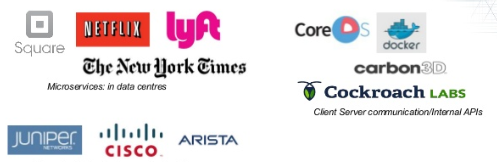 Square
NETFLIX
lyft
The New York Times
Microservices: in data centres
CoreOS
docker
carbon3D
Cockroach LABS
Client Server communication/Internal APIs
JUNIPER
NETWORKS
CISCO
ARISTA